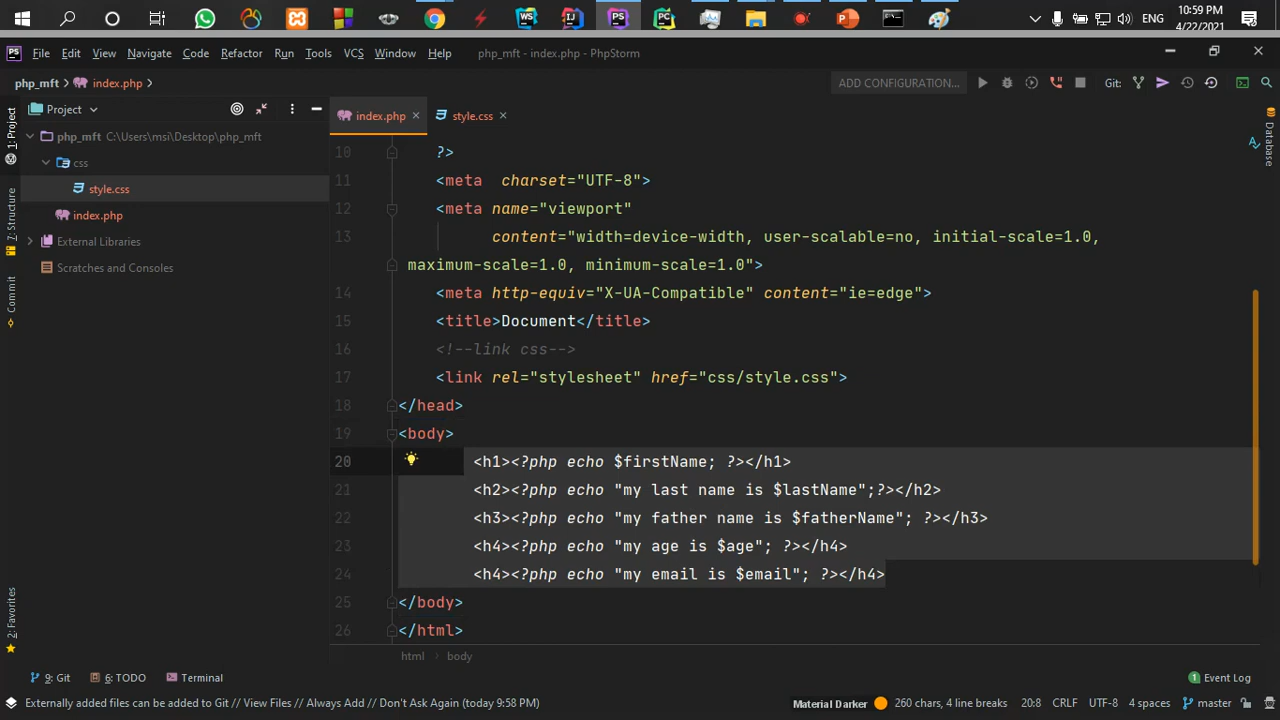 10:59 PM
ENG
4/22/2021
File Edit View Navigate Code Refactor Run Tools VCS Window Help php_mft - index.php - PhpStorm
php_mft index.php ADD CONFIGURATION... Git:
Project index.php style.css
1: Project
7: Structure
Commit
2: Favorites
Database
php_mft C:\Users\msi\Desktop\php_mft
css
style.css
index.php
External Libraries
Scratches and Consoles
10 ?>
11 <meta  charset="UTF-8">
12 <meta name="viewport"
13 content="width=device-width, user-scalable=no, initial-scale=1.0,
maximum-scale=1.0, minimum-scale=1.0">
14 <meta http-equiv="X-UA-Compatible" content="ie=edge">
15 <title>Document</title>
16 <!--link css-->
17 <link rel="stylesheet" href="css/style.css">
18 </head>
19 <body>
20 <h1><?php echo $firstName; ?></h1>
21 <h2><?php echo "my last name is $lastName";?></h2>
22 <h3><?php echo "my father name is $fatherName"; ?></h3>
23 <h4><?php echo "my age is $age"; ?></h4>
24 <h4><?php echo "my email is $email"; ?></h4>
25 </body>
26 </html>
html body
9: Git 6: TODO Terminal 1 Event Log
Externally added files can be added to Git // View Files // Always Add // Don't Ask Again (today 9:58 PM) Material Darker 260 chars, 4 line breaks 20:8 CRLF UTF-8 4 spaces master